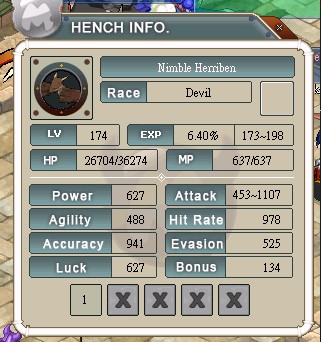 HENCH INFO.
Nimble Herriben
Race Devil
LV 174 EXP 6.40% 173~198
HP 26704/36274 MP 637/637
Power 627 Attack 453~1107
Agility 488 Hit Rate 978
Accuracy 941 Evasion 525
Luck 627 Bonus 134
1 X X X X